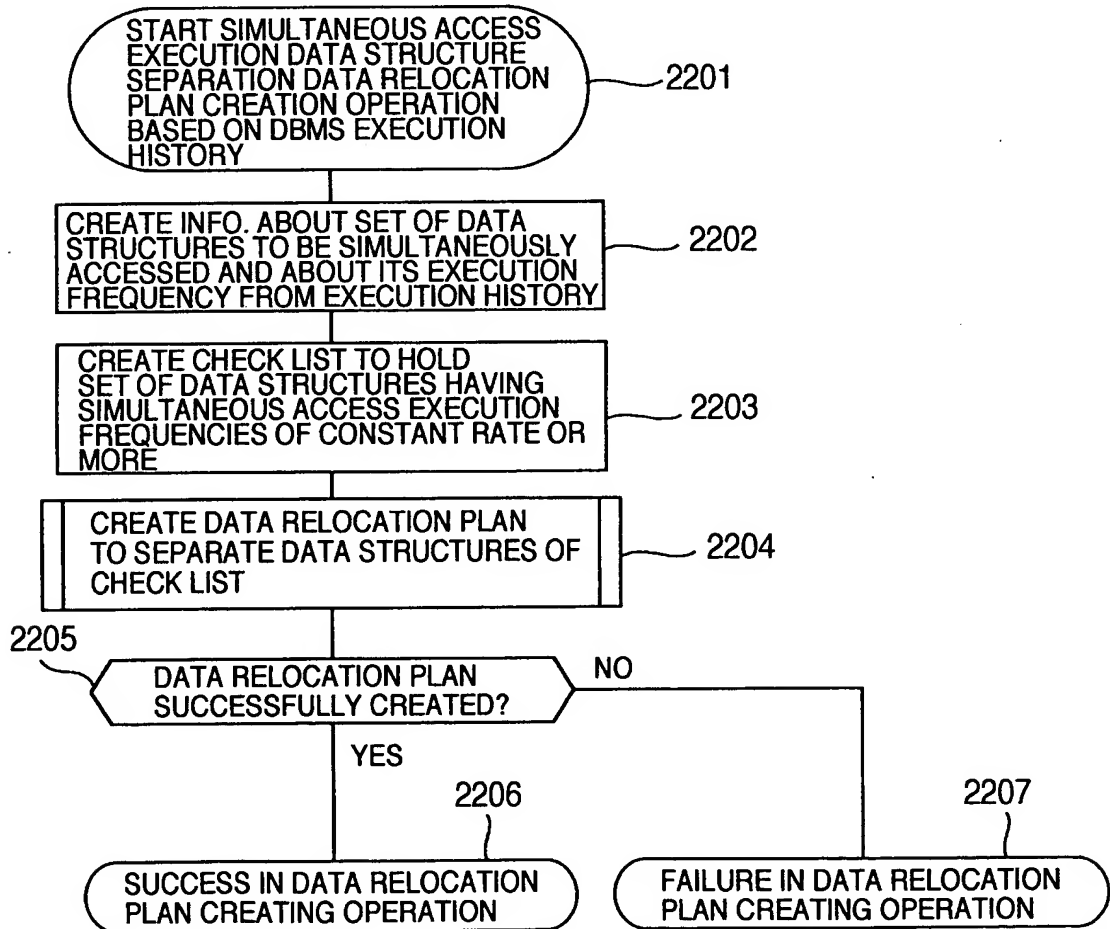 START SIMULTANEOUS ACCESS
EXECUTION DATA STRUCTURE
SEPARATION DATA RELOCATION
PLAN CREATION OPERATION
BASED ON DBMS EXECUTION
HISTORY
2201
CREATE INFO. ABOUT SET OF DATA
STRUCTURES TO BE SIMULTANEOUSLY
ACCESSED AND ABOUT ITS EXECUTION
FREQUENCY FROM EXECUTION HISTORY
2202
CREATE CHECK LIST TO HOLD
SET OF DATA STRUCTURES HAVING
SIMULTANEOUS ACCESS EXECUTION
FREQUENCIES OF CONSTANT RATE OR
MORE
2203
CREATE DATA RELOCATION PLAN
TO SEPARATE DATA STRUCTURES OF
CHECK LIST
2204
2205
DATA RELOCATION PLAN
SUCCESSFULLY CREATED?
NO
YES
2206
2207
SUCCESS IN DATA RELOCATION
PLAN CREATING OPERATION
FAILURE IN DATA RELOCATION
PLAN CREATING OPERATION